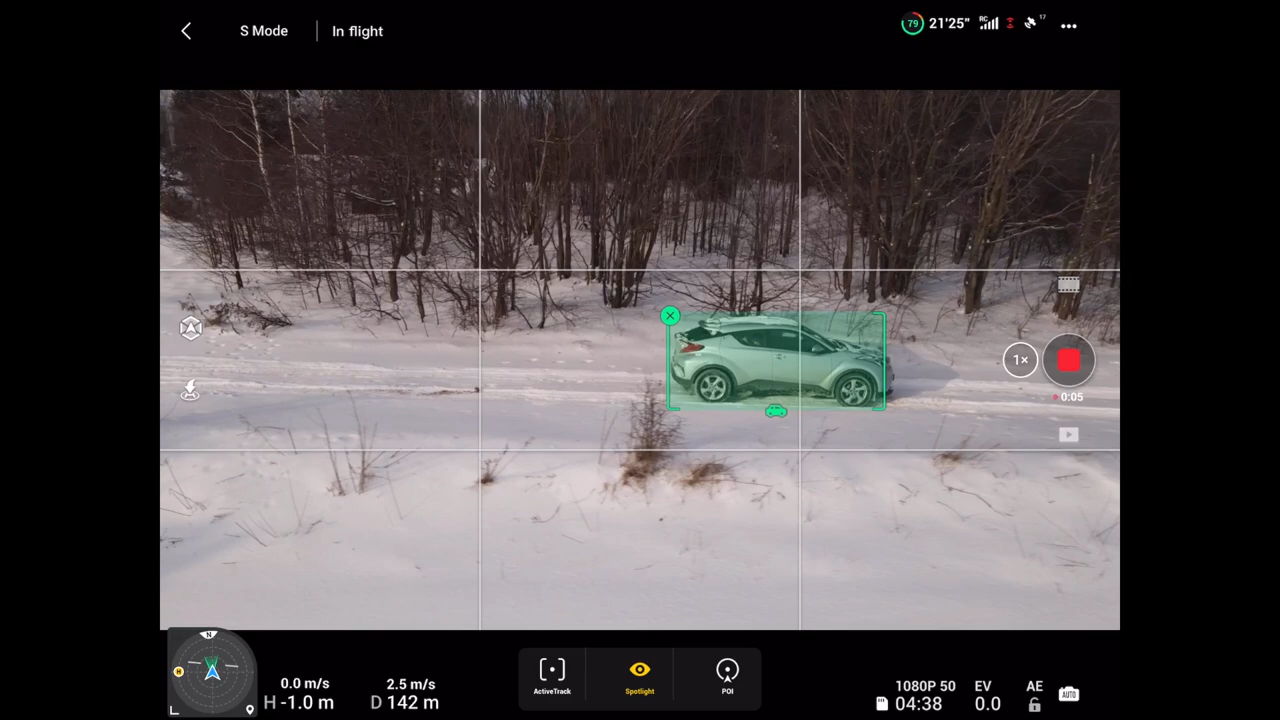 S Mode
In flight
79
21'25"
RC
17
1×
0:05
N
H
0.0 m/s
H -1.0 m
2.5 m/s
D 142 m
ActiveTrack
Spotlight
POI
1080P 50
04:38
EV
0.0
AE
AUTO